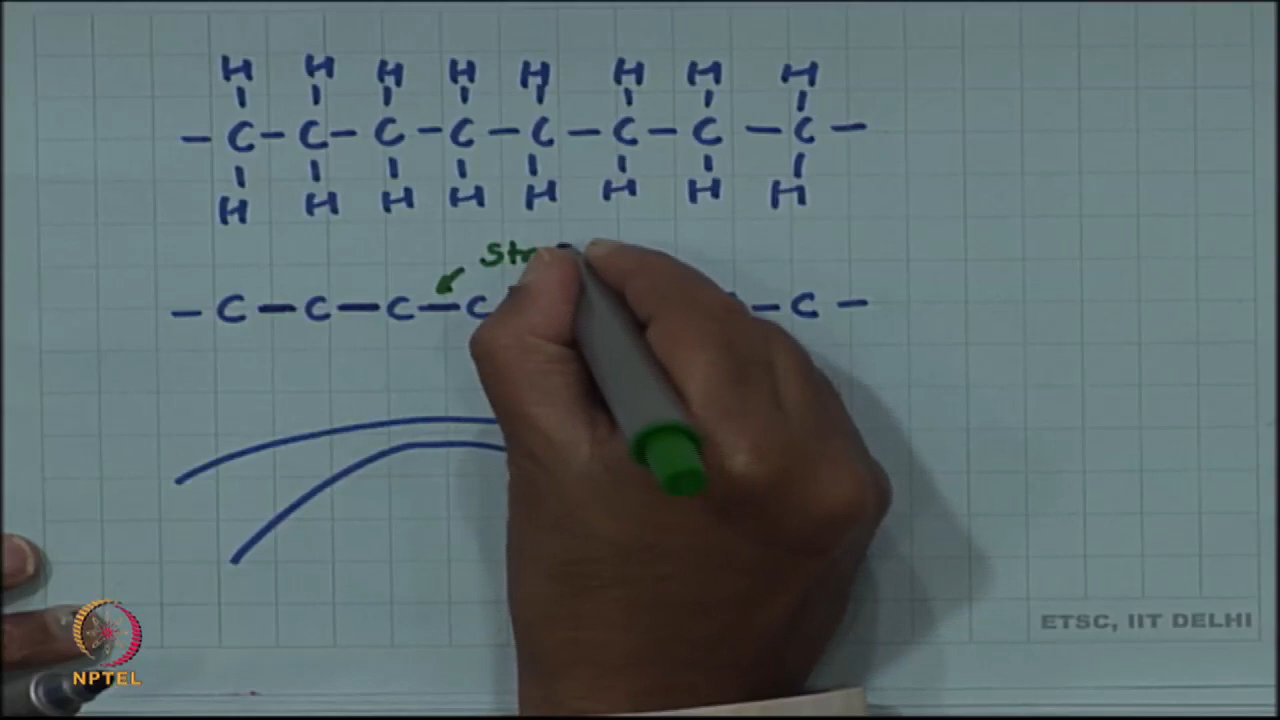 H H H H H H H H
– C – C – C – C – C – C – C – C –
H H H H H H H H
– C – C – C – C – C –
ETSC, IIT DELHI
NPTEL